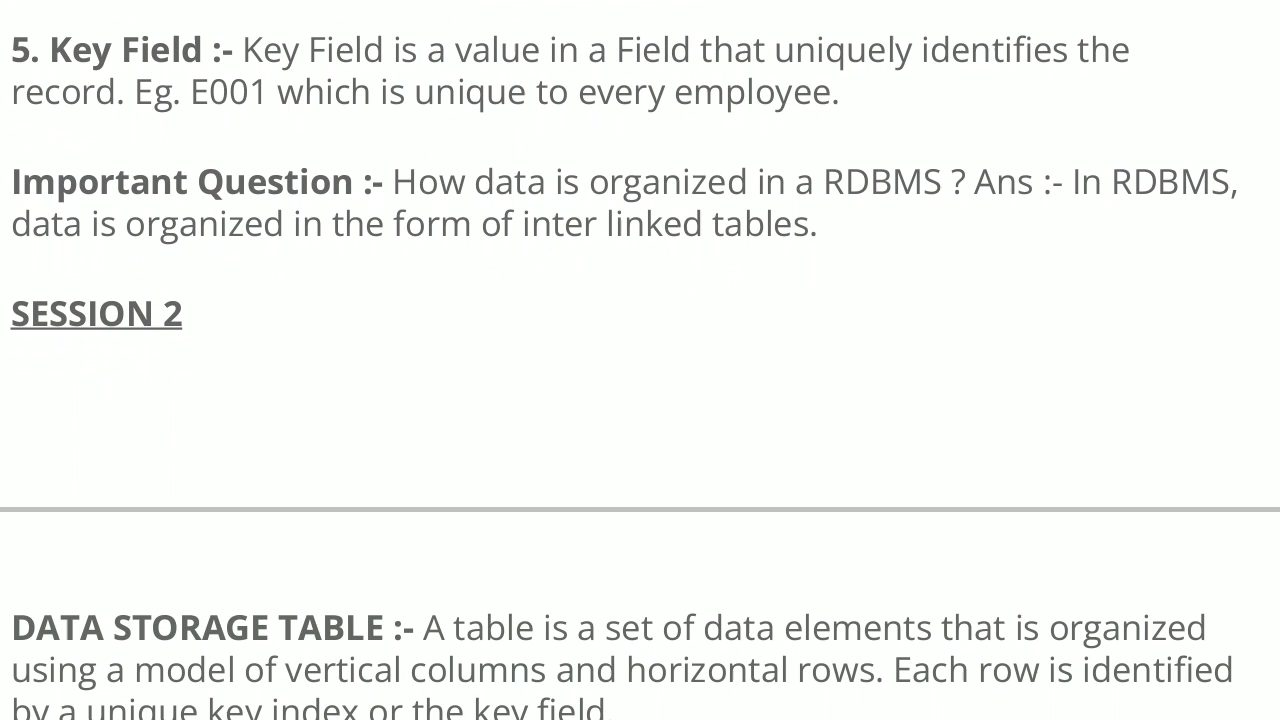 5. Key Field :- Key Field is a value in a Field that uniquely identifies the
record. Eg. E001 which is unique to every employee.
Important Question :- How data is organized in a RDBMS ? Ans :- In RDBMS,
data is organized in the form of inter linked tables.
SESSION 2
DATA STORAGE TABLE :- A table is a set of data elements that is organized
using a model of vertical columns and horizontal rows. Each row is identified
by a unique key index or the key field.